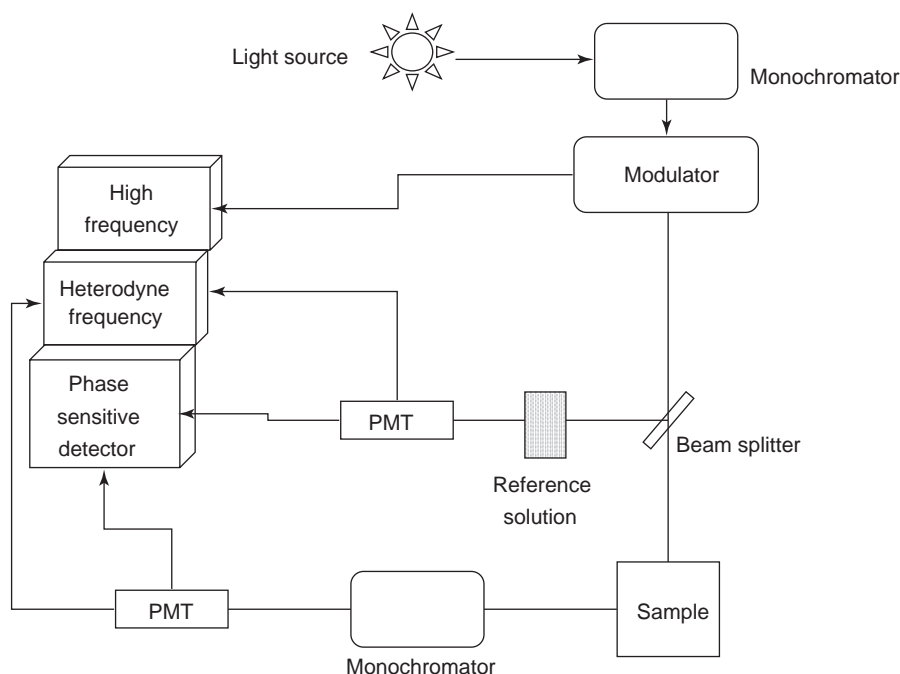 Light source
Monochromator
Modulator
High
frequency
Heterodyne
frequency
Phase
sensitive
detector
PMT
Beam splitter
Reference
solution
PMT
Sample
Monochromator